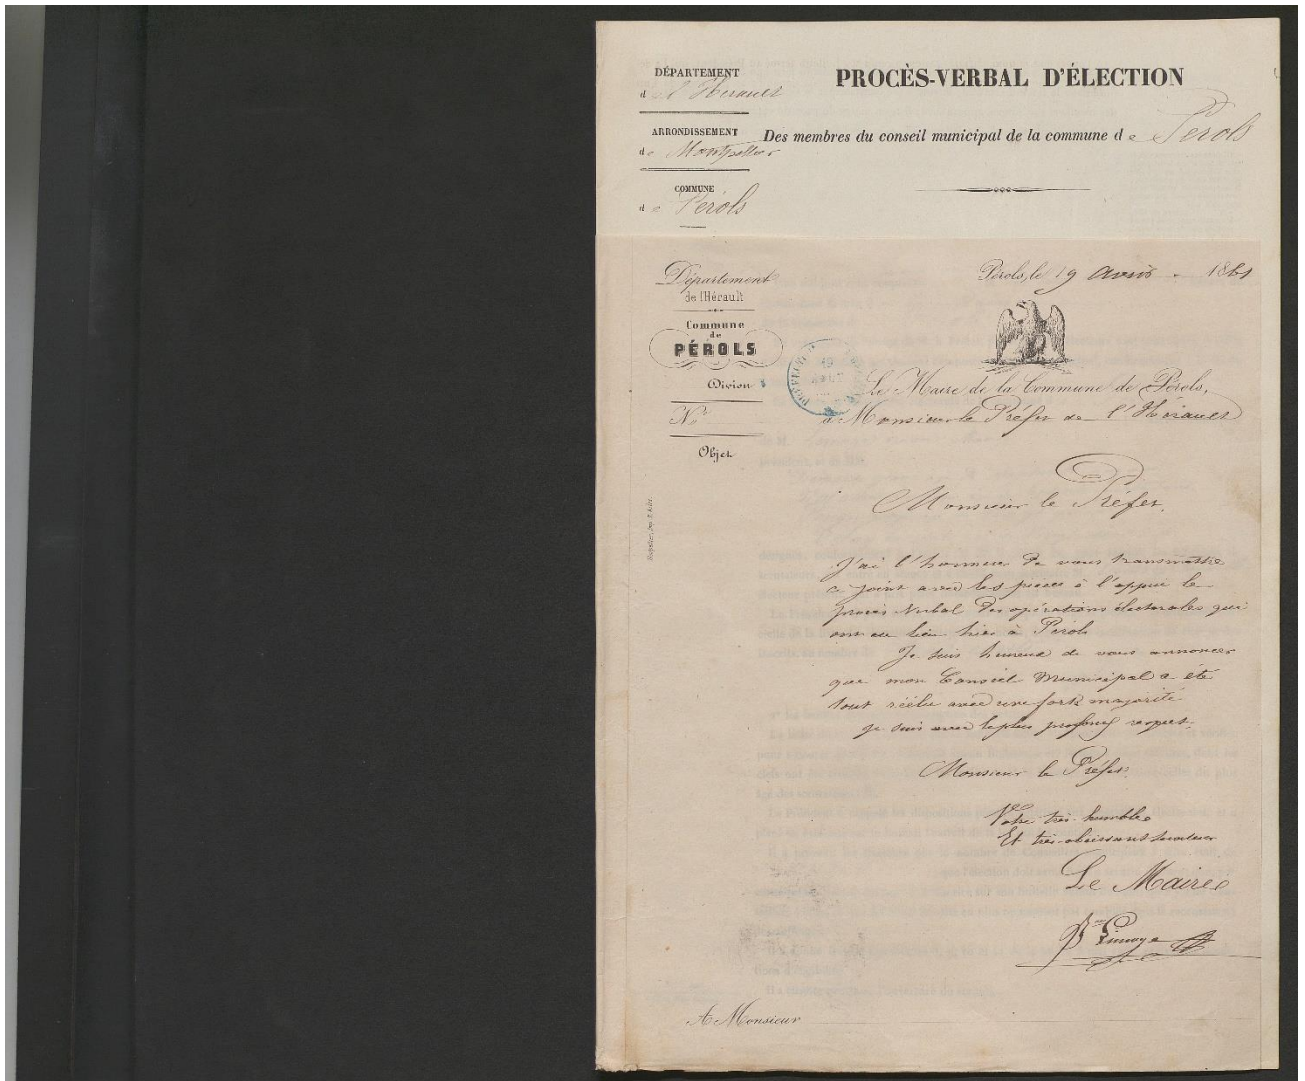 DÉPARTEMENT
d e l'Hérault
PROCÈS-VERBAL D'ÉLECTION
ARRONDISSEMENT
de Montpellier
Des membres du conseil municipal de la commune de Pérols
COMMUNE
de Pérols
Département
de l'Hérault
Commune
de
PÉROLS
Division
No
Objet
Pérols, le 19 1861
19
AOUT
Le Maire de la Commune de Pérols,
à Monsieur le Préfet de l'Hérault
Monsieur le Préfet,
J'ai l'honneur de vous transmettre
ci joint avec les pieces à l'appui le
procès verbal des opérations électorales qui
ont eu lieu hier à Pérols
Je suis heureux de vous annoncer
que mon Conseil Municipal a été
tout réélu avec une forte majorité
Je suis avec le plus profond respect
Monsieur le Préfet
Votre très humble
Et très obéissant serviteur
Le Maire
A Monsieur